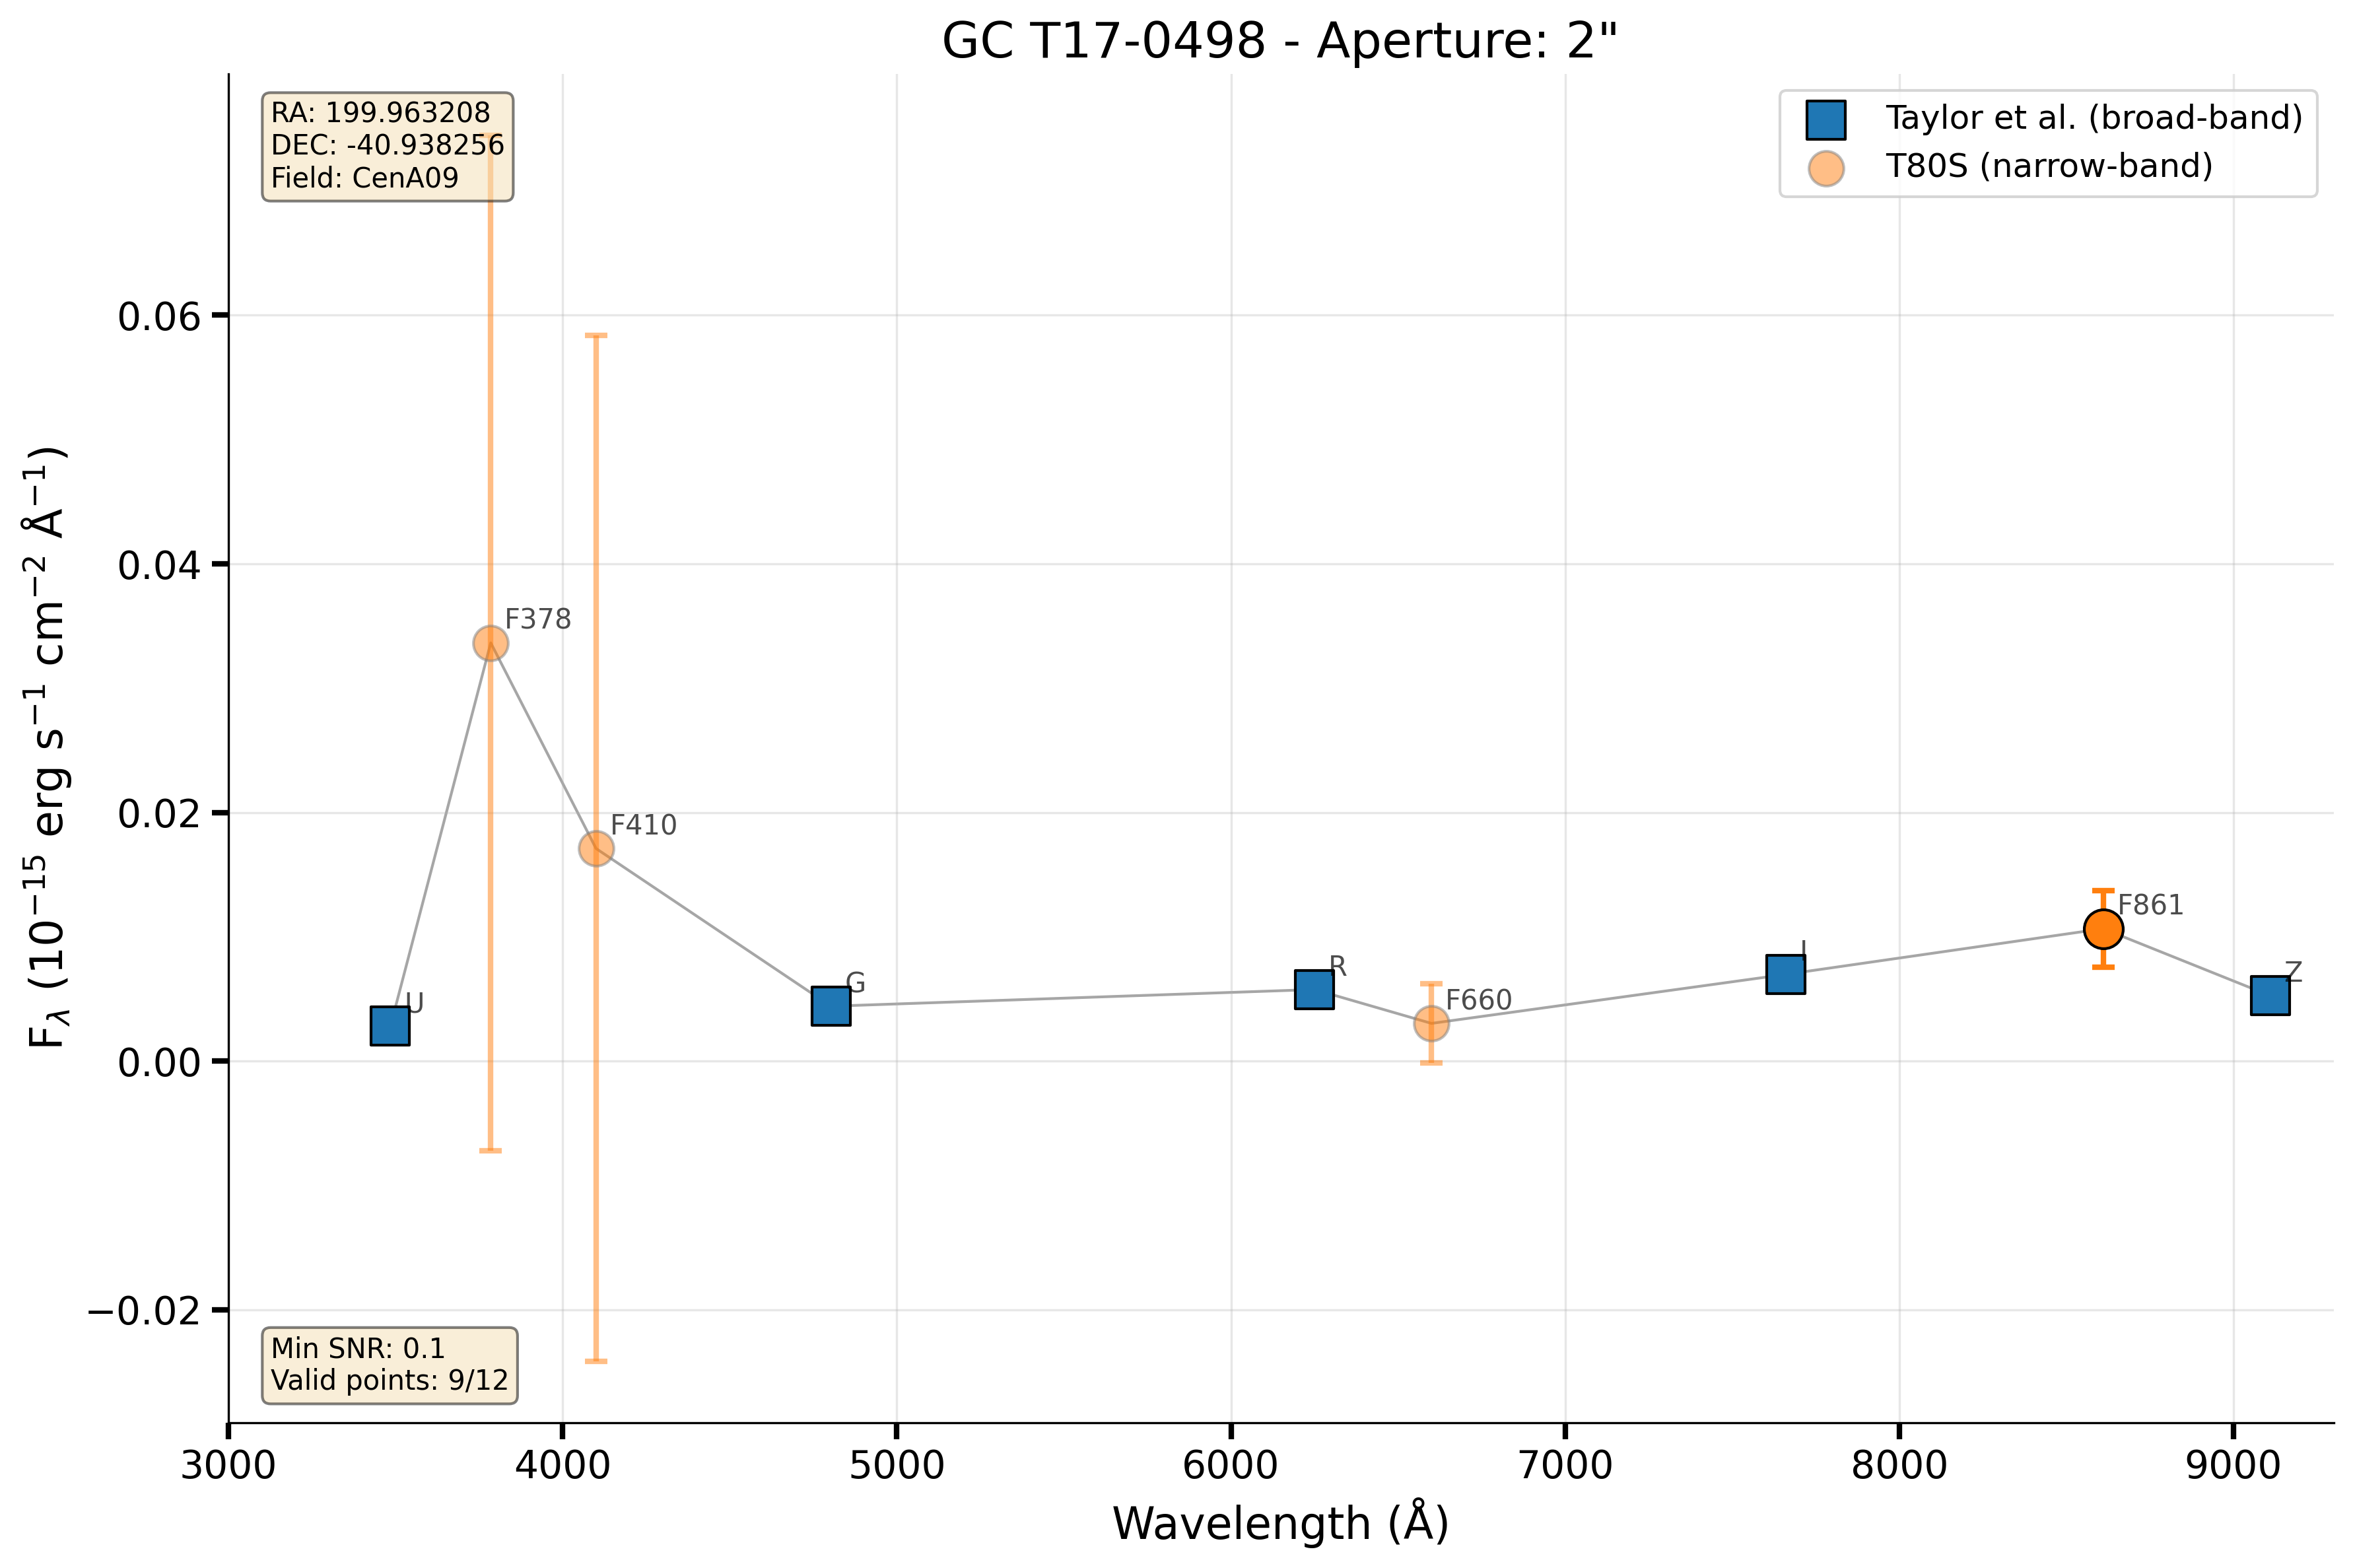 GC T17-0498 - Aperture: 2"
RA: 199.963208
DEC: -40.938256
Field: CenA09
Taylor et al. (broad-band)
T80S (narrow-band)
0.06
0.04
0.02
0.00
−0.02
F_λ (10⁻¹⁵ erg s⁻¹ cm⁻² Å⁻¹)
U
F378
F410
G
R
F660
I
F861
Z
Min SNR: 0.1
Valid points: 9/12
3000 4000 5000 6000 7000 8000 9000
Wavelength (Å)